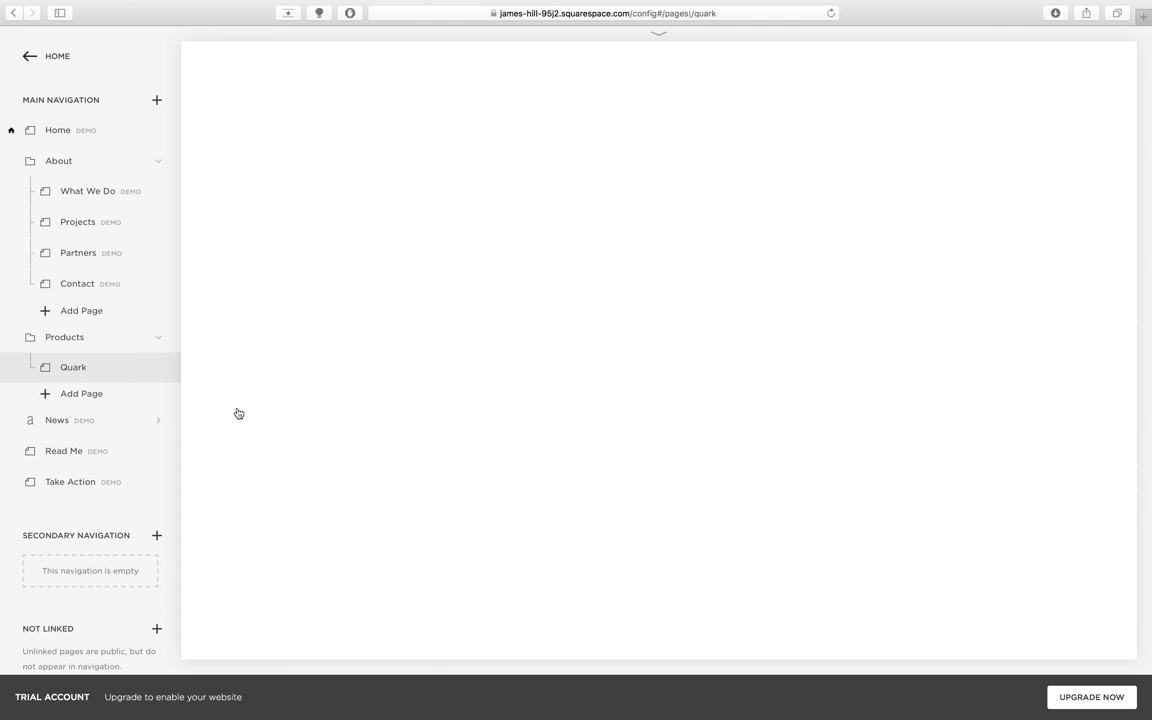 james-hill-95j2.squarespace.com/config#/pages|/quark
HOME
MAIN NAVIGATION
Home DEMO
About
What We Do DEMO
Projects DEMO
Partners DEMO
Contact DEMO
Add Page
Products
Quark
Add Page
a News DEMO
Read Me DEMO
Take Action DEMO
SECONDARY NAVIGATION
This navigation is empty
NOT LINKED
Unlinked pages are public, but do
not appear in navigation.
TRIAL ACCOUNT Upgrade to enable your website
UPGRADE NOW